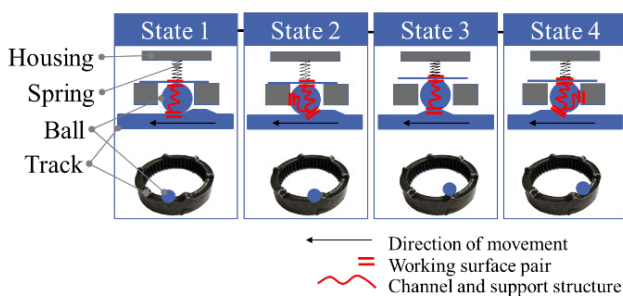 State 1
State 2
State 3
State 4
Housing
Spring
Ball
Track
Direction of movement
Working surface pair
Channel and support structure